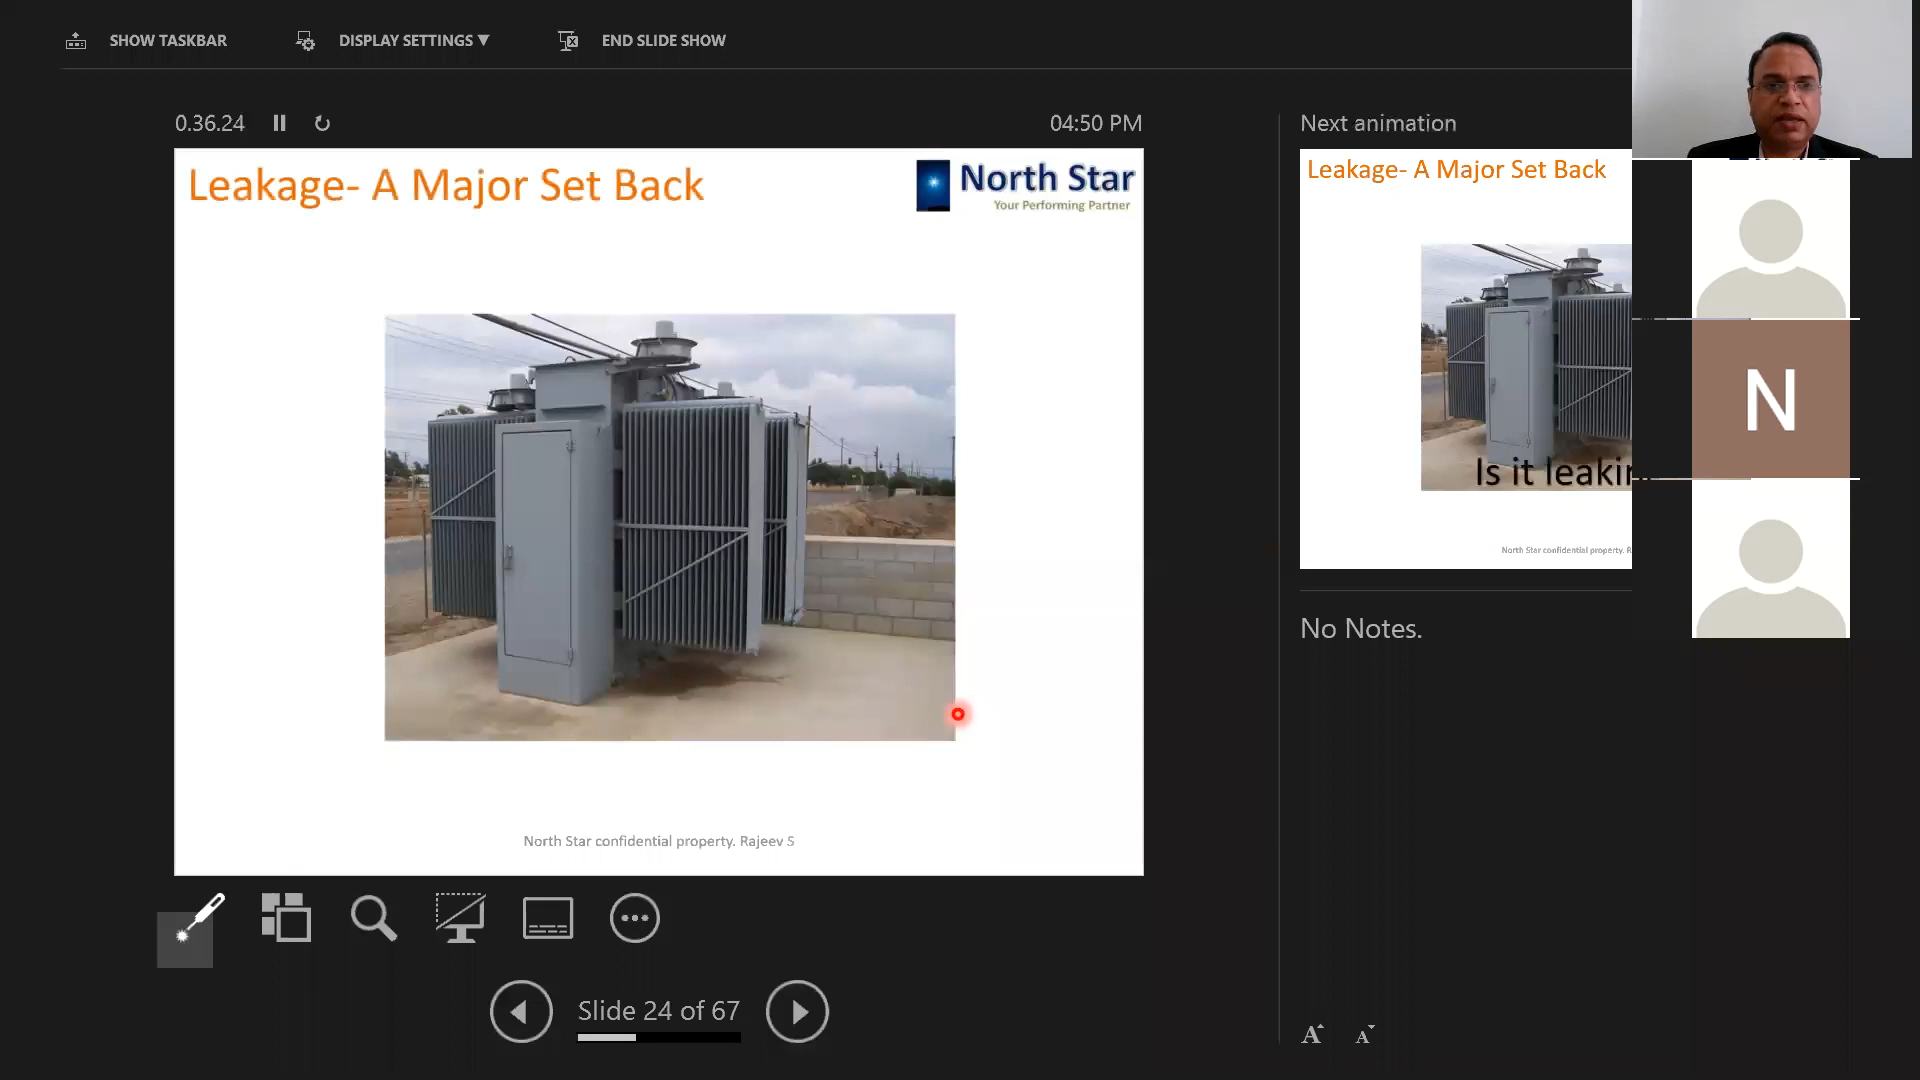 SHOW TASKBAR
DISPLAY SETTINGS ▼
END SLIDE SHOW
0.36.24
04:50 PM
Leakage- A Major Set Back
North Star
Your Performing Partner
North Star confidential property. Rajeev S
Slide 24 of 67
Next animation
Leakage- A Major Set Back
Is it leakin
North Star confidential property. R
No Notes.
A A
N